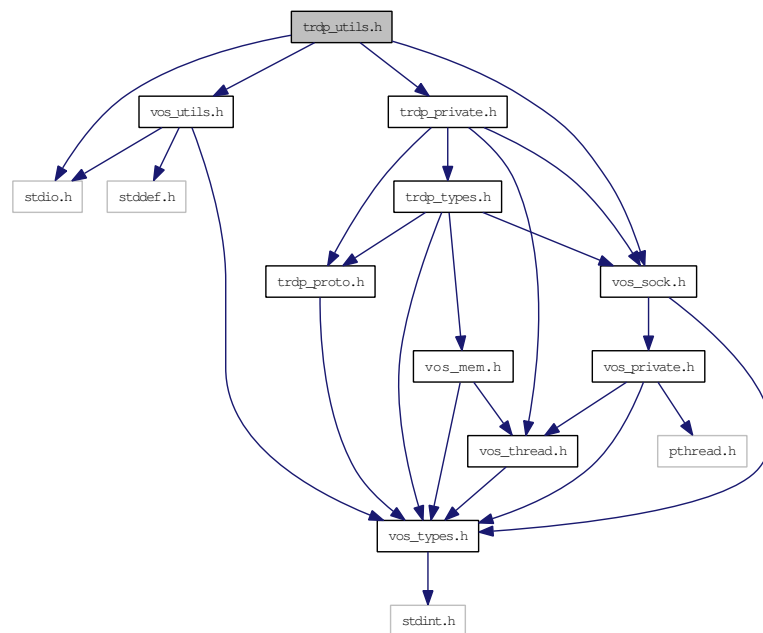 trdp_utils.h
vos_utils.h
trdp_private.h
stdio.h
stddef.h
trdp_types.h
trdp_proto.h
vos_sock.h
vos_mem.h
vos_private.h
vos_thread.h
pthread.h
vos_types.h
stdint.h